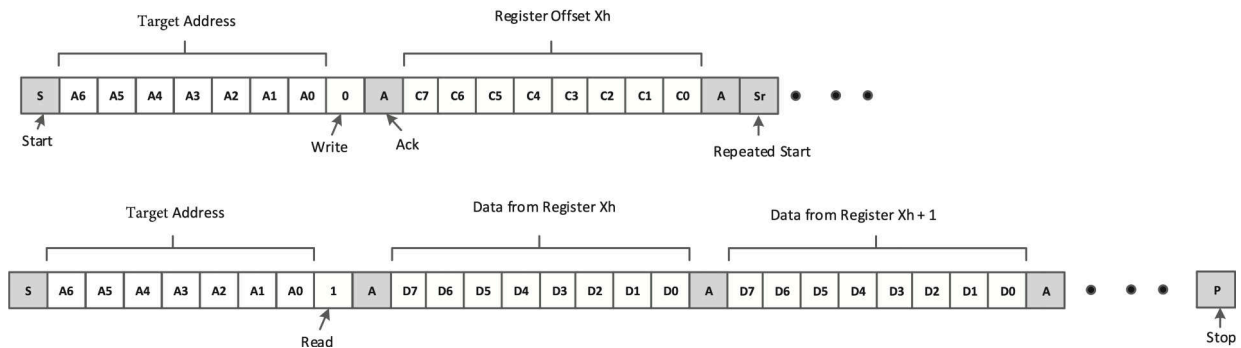 Target Address
Register Offset Xh
S A6 A5 A4 A3 A2 A1 A0 0 A C7 C6 C5 C4 C3 C2 C1 C0 A Sr
Start
Write
Ack
Repeated Start
Target Address
Data from Register Xh
Data from Register Xh + 1
S A6 A5 A4 A3 A2 A1 A0 1 A D7 D6 D5 D4 D3 D2 D1 D0 A D7 D6 D5 D4 D3 D2 D1 D0 A P
Read
Stop